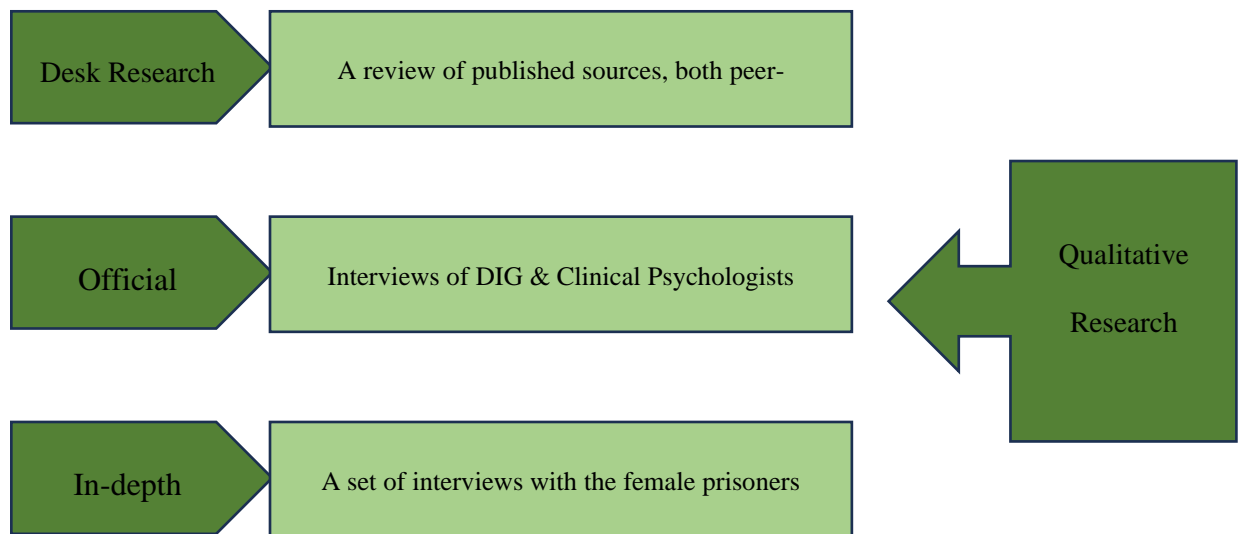 Desk Research
A review of published sources, both peer-
Official
Interviews of DIG & Clinical Psychologists
In-depth
A set of interviews with the female prisoners
Qualitative
Research